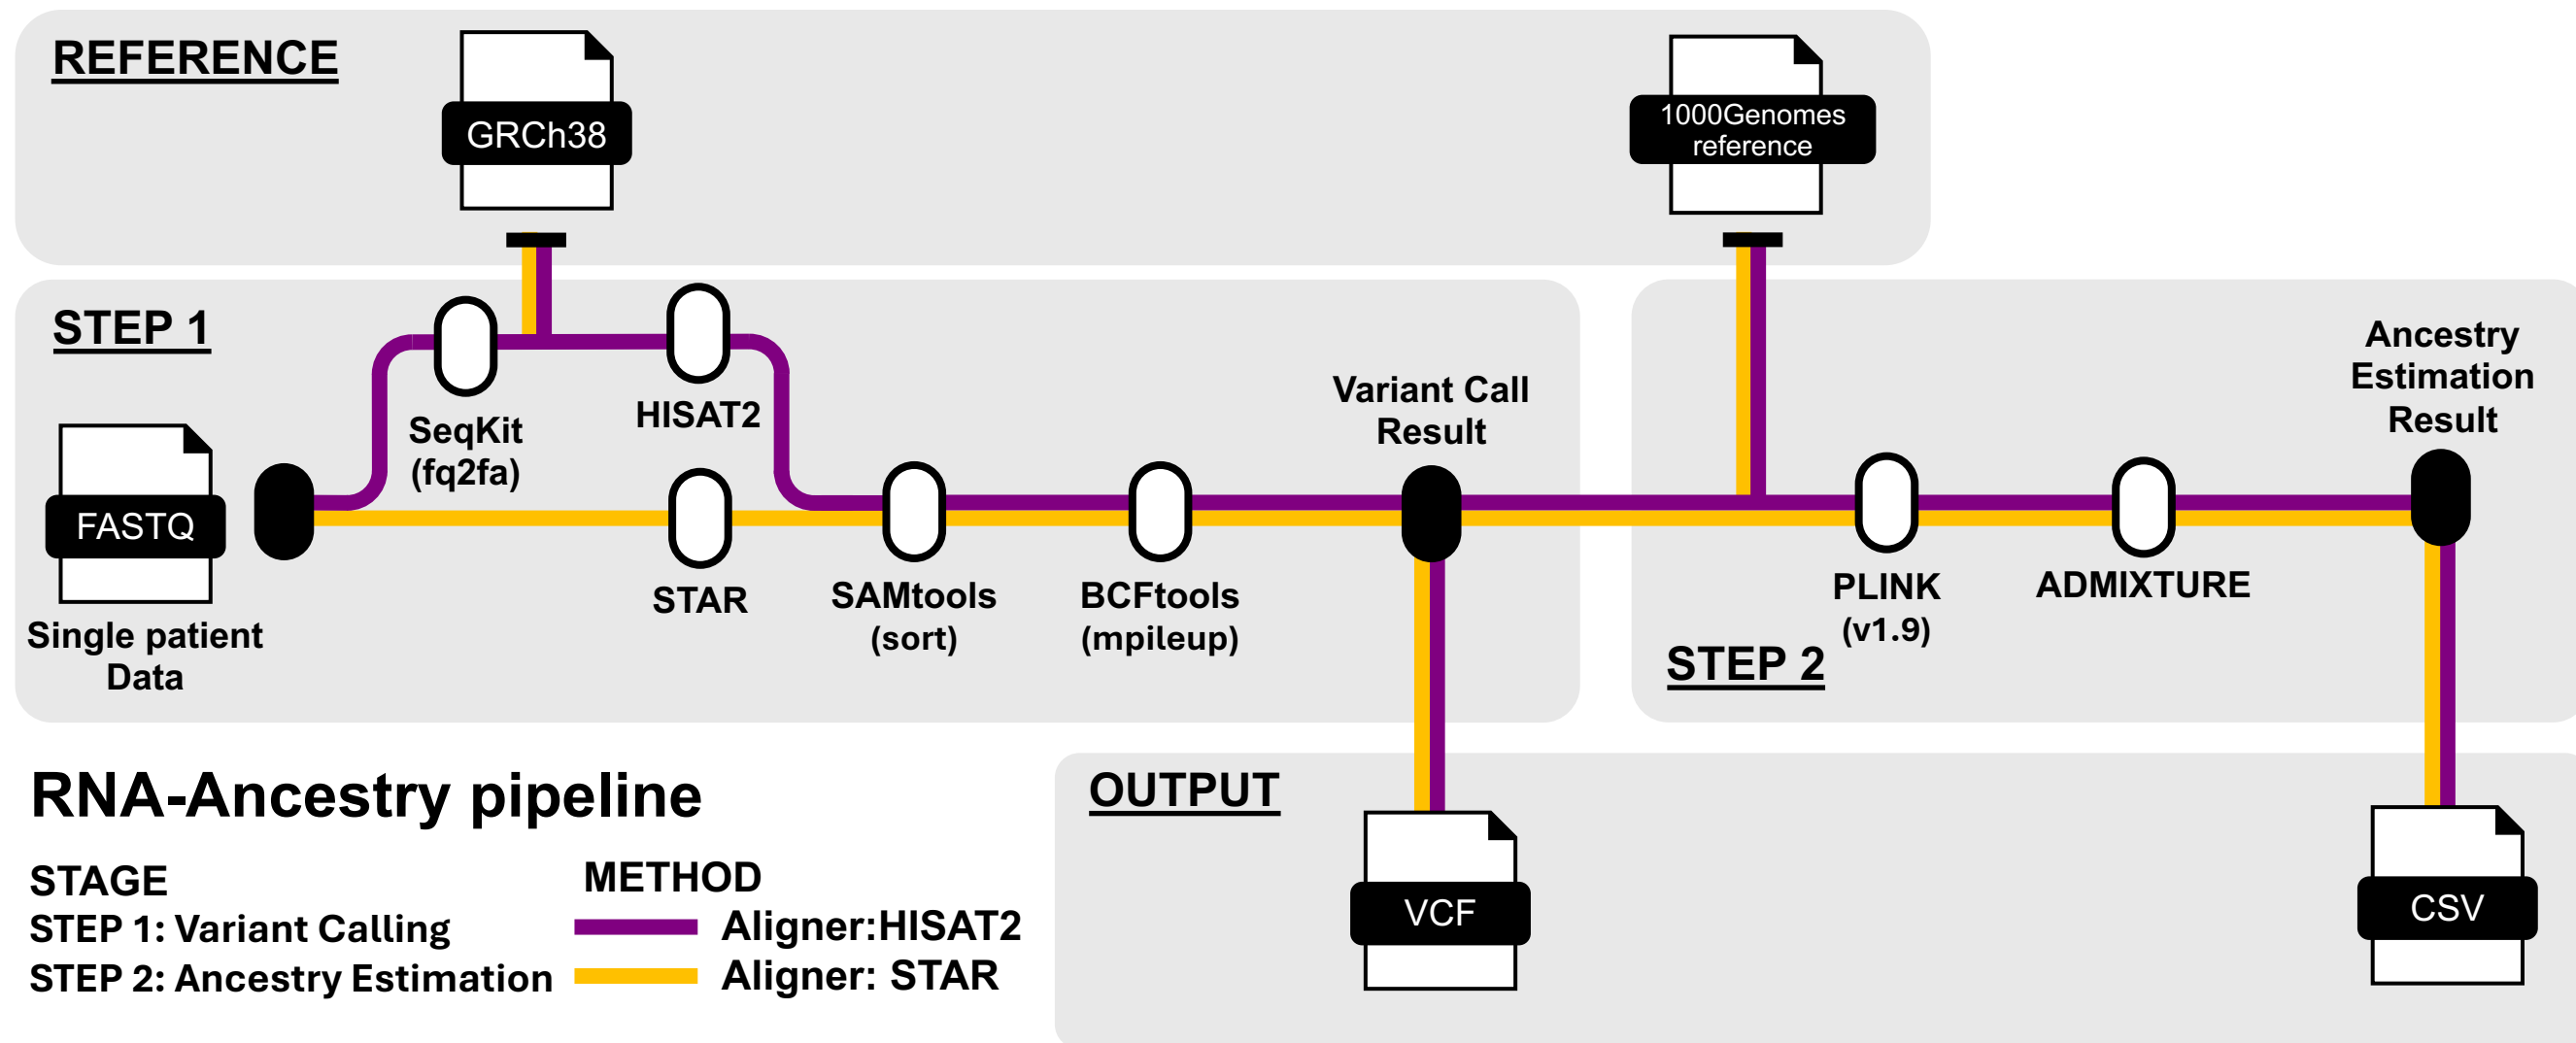 REFERENCE
GRCh38
1000Genomes
reference
STEP 1
SeqKit
(fq2fa)
HISAT2
FASTQ
Single patient
Data
STAR
SAMtools
(sort)
BCFtools
(mpileup)
Variant Call
Result
STEP 2
PLINK
(v1.9)
ADMIXTURE
Ancestry
Estimation
Result
OUTPUT
VCF
CSV
RNA-Ancestry pipeline
STAGE
STEP 1: Variant Calling
STEP 2: Ancestry Estimation
METHOD
Aligner:HISAT2
Aligner: STAR